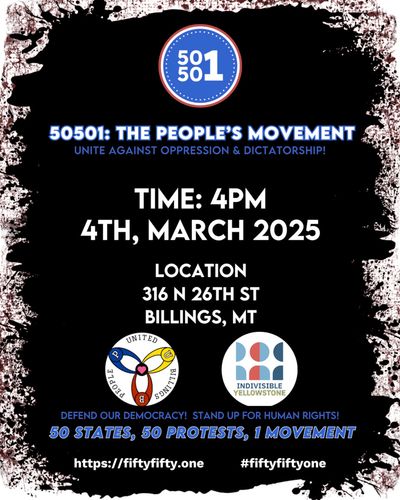 50
50
1
50501: THE PEOPLE'S MOVEMENT
UNITE AGAINST OPPRESSION & DICTATORSHIP!
TIME: 4PM
4TH, MARCH 2025
LOCATION
316 N 26TH ST
BILLINGS, MT
UNITED
PEOPLE
BILLINGS
P
B
INDIVISIBLE
YELLOWSTONE
DEFEND OUR DEMOCRACY! STAND UP FOR HUMAN RIGHTS!
50 STATES, 50 PROTESTS, 1 MOVEMENT
https://fiftyfifty.one #fiftyfiftyone